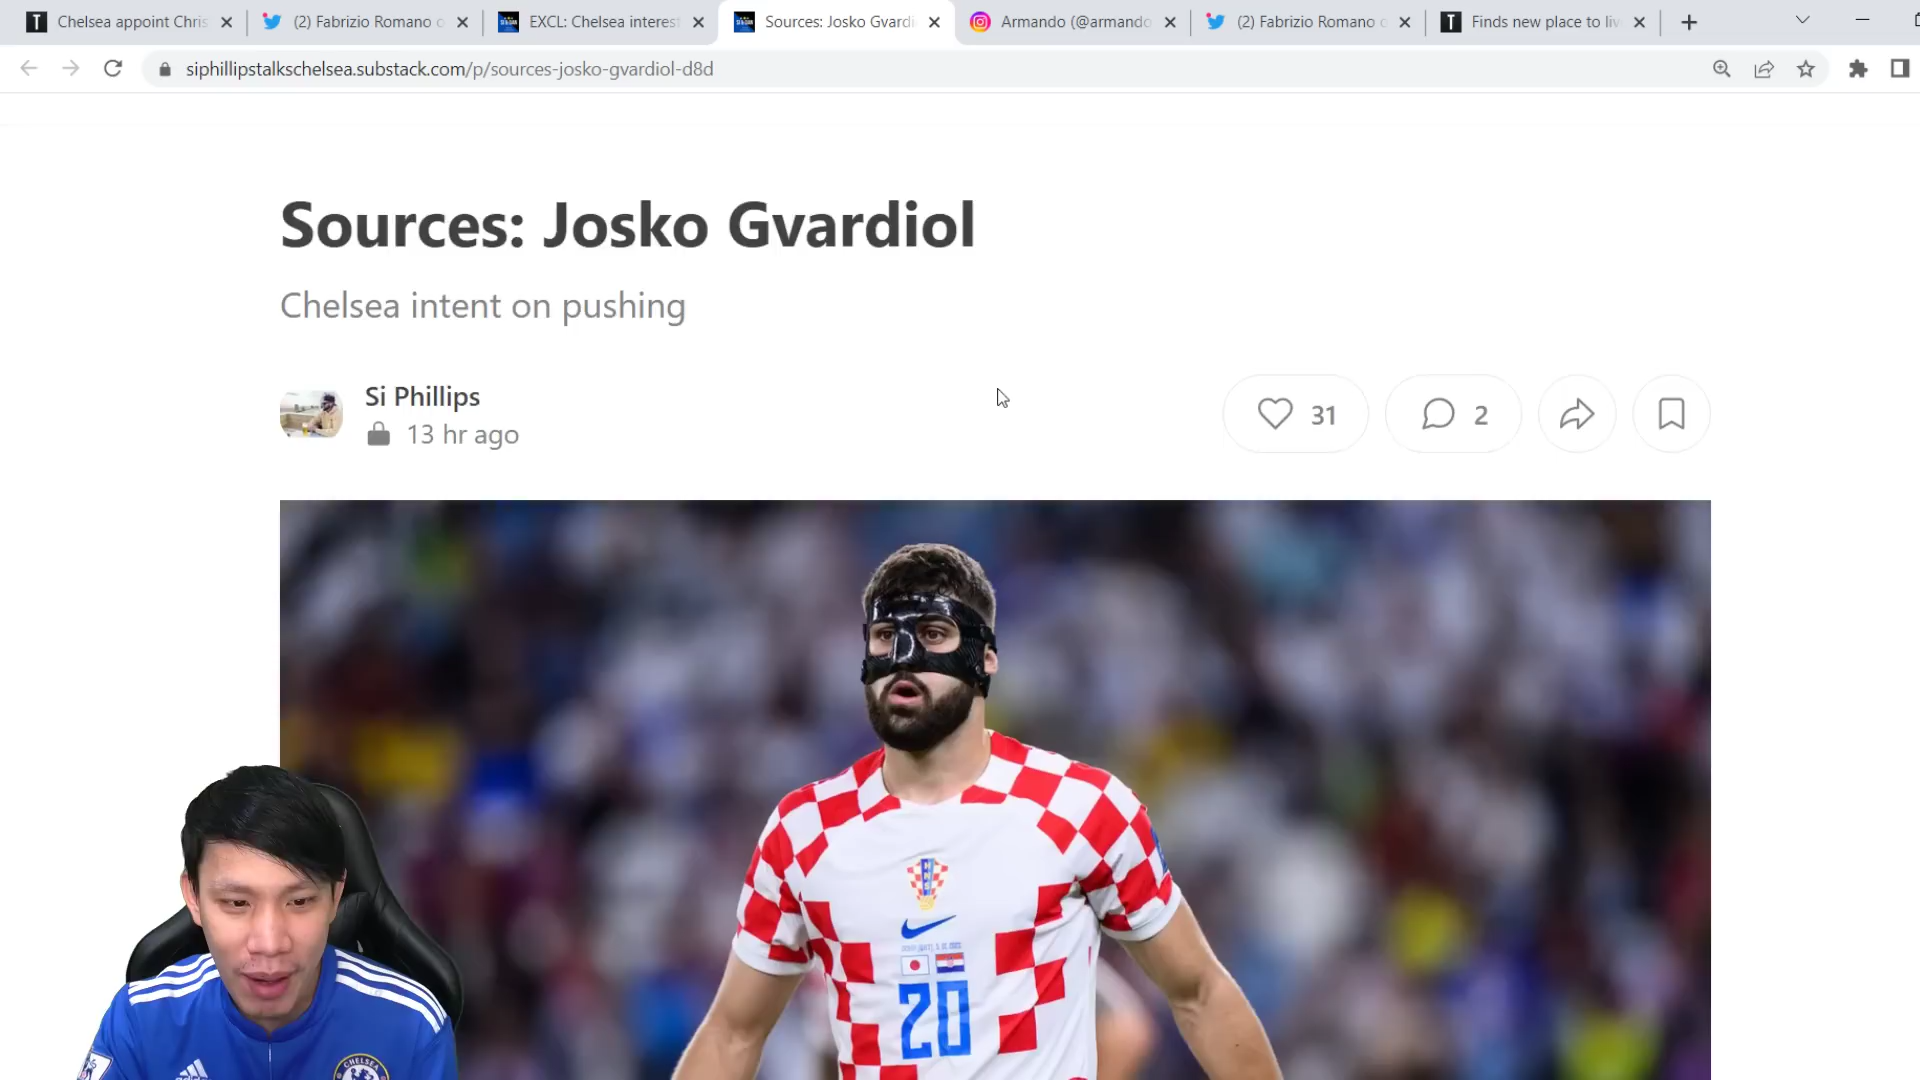 Chelsea appoint Chris
(2) Fabrizio Romano o
EXCL: Chelsea interest
Sources: Josko Gvardi
Armando (@armando
(2) Fabrizio Romano o
Finds new place to liv
siphillipstalkschelsea.substack.com/p/sources-josko-gvardiol-d8d
Sources: Josko Gvardiol
Chelsea intent on pushing
Si Phillips
13 hr ago
31
2
20
CHELSEA